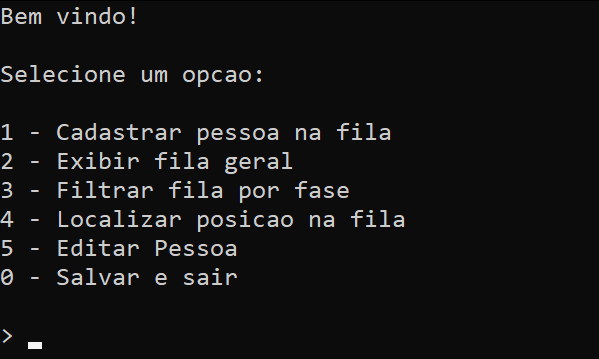 Bem vindo!
Selecione um opcao:
1 - Cadastrar pessoa na fila
2 - Exibir fila geral
3 - Filtrar fila por fase
4 - Localizar posicao na fila
5 - Editar Pessoa
0 - Salvar e sair
> _